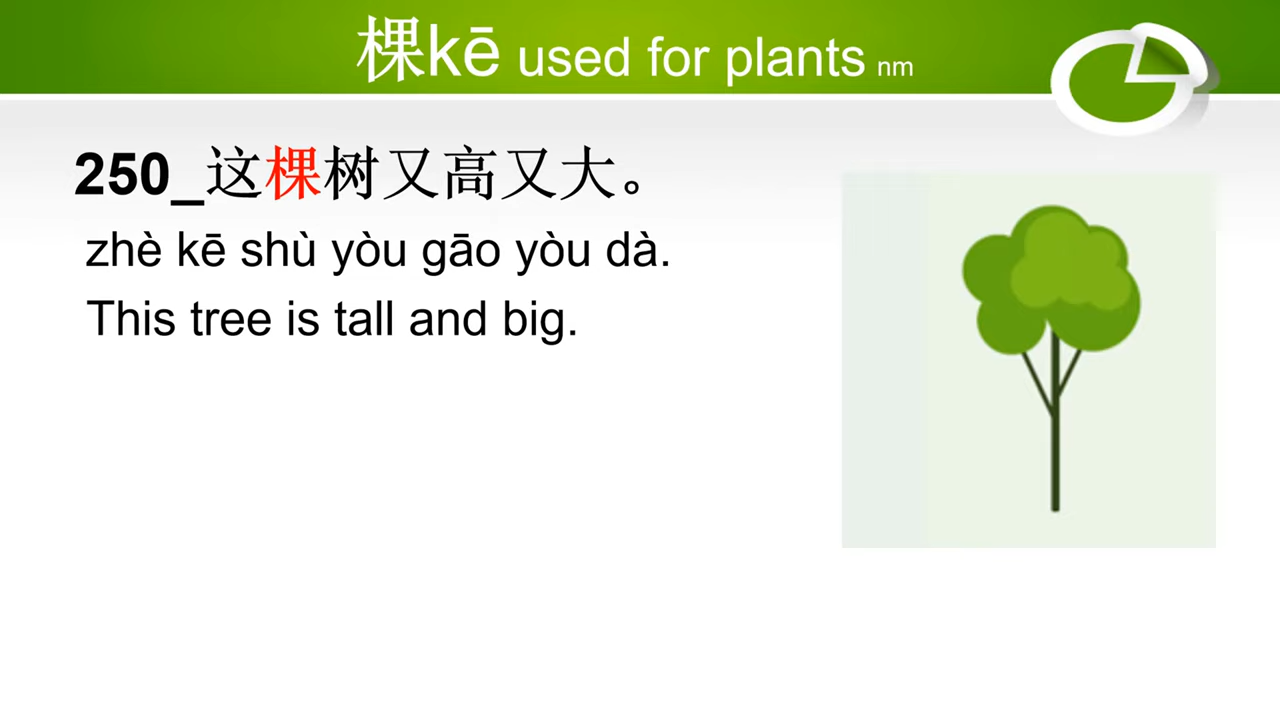 棵kē used for plants nm
250_这棵树又高又大。
zhè kē shù yòu gāo yòu dà.
This tree is tall and big.